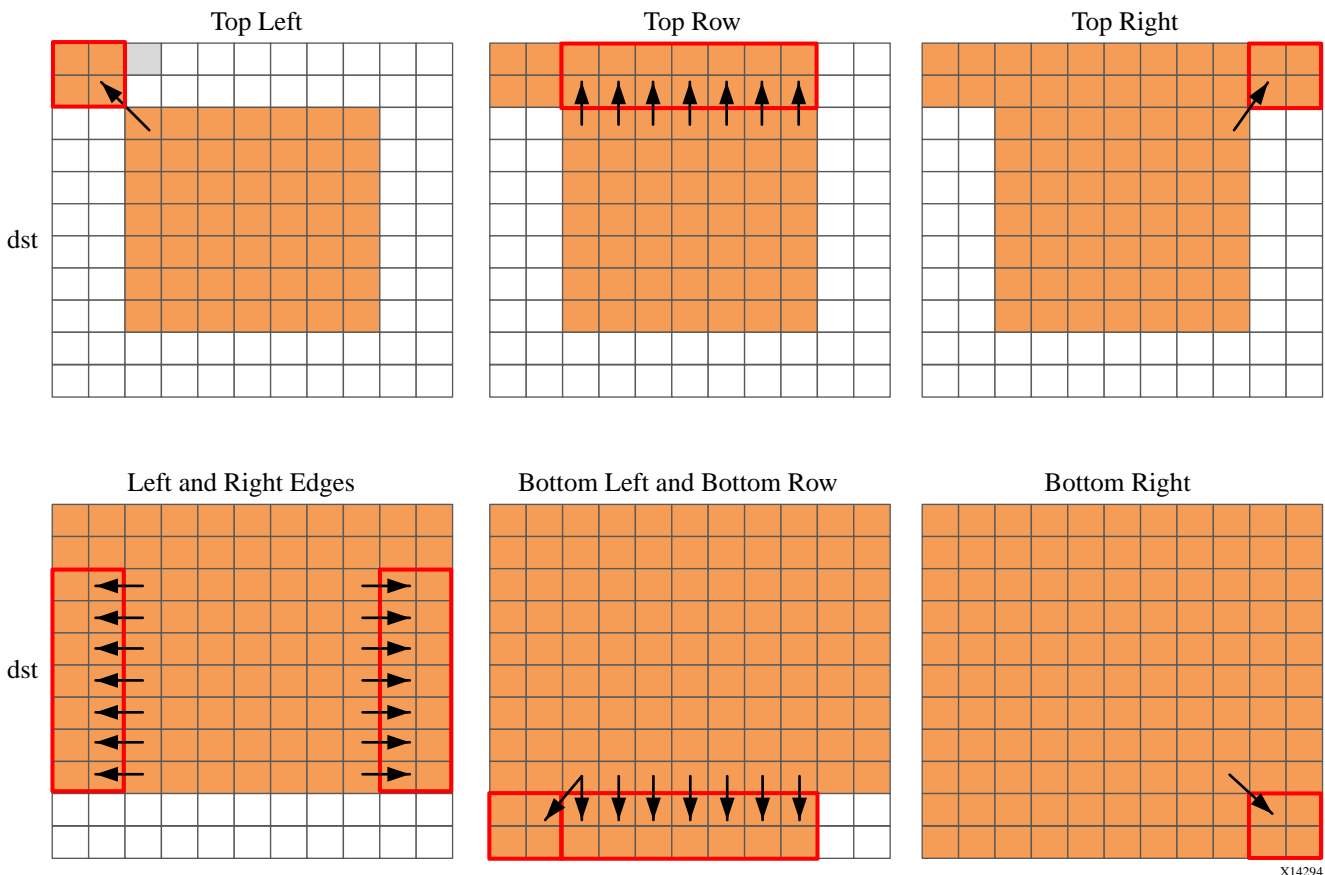 Top Left
Top Row
Top Right
dst
Left and Right Edges
Bottom Left and Bottom Row
Bottom Right
dst
X14294